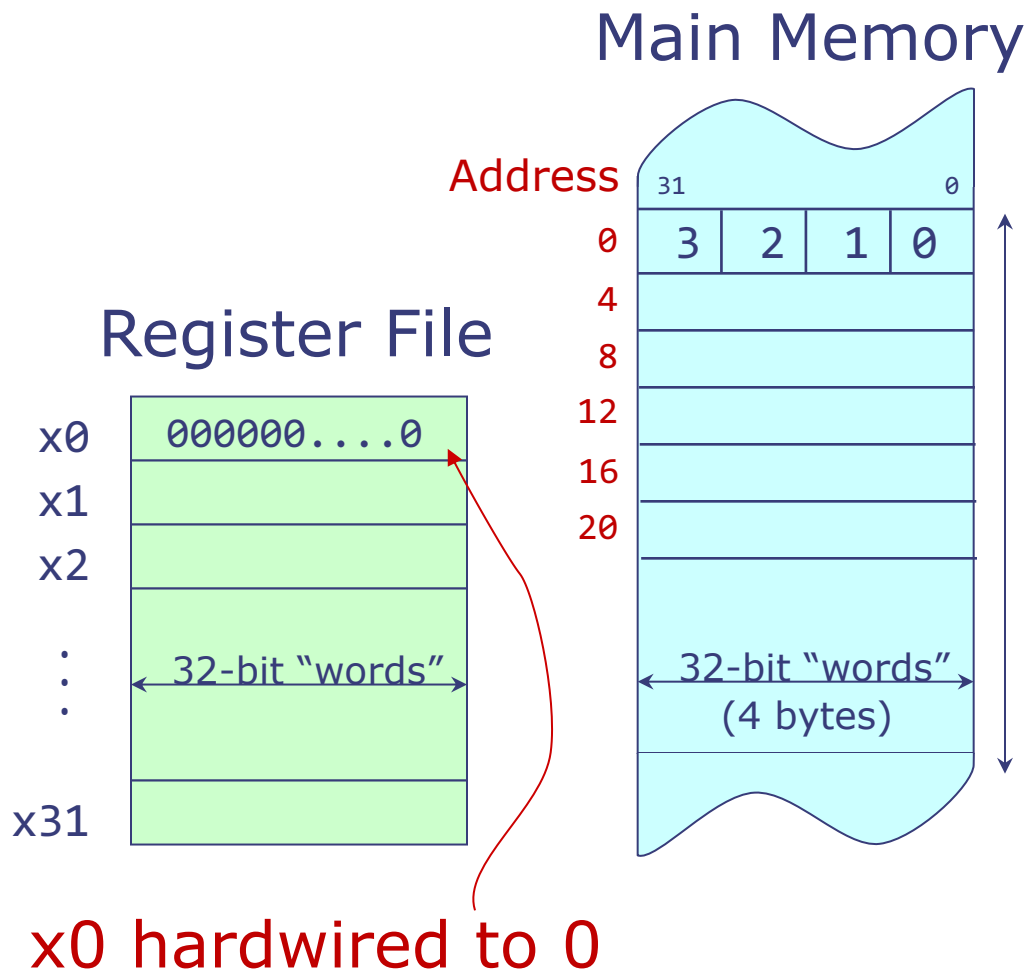 Main Memory
Address
31 0
0 3 2 1 0
4
8
12
16
20
32-bit “words”
(4 bytes)
Register File
x0 000000....0
x1
x2
.
.
.
32-bit “words”
x31
x0 hardwired to 0